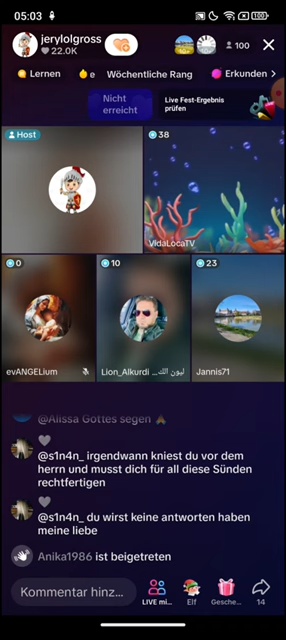 05:03
100
jerylolgross
22.0K
100
Lernen
e
Wöchentliche Rang
Erkunden
Nicht
erreicht
Live Fest-Ergebnis
prüfen
Host
38
VidaLocaTV
0
10
23
evANGELium
Lion_Alkurdi ... ليون الك
Jannis71
@Alissa Gottes segen
@s1n4n_ irgendwann kniest du vor dem
herrn und musst dich für all diese Sünden
rechtfertigen
@s1n4n_ du wirst keine antworten haben
meine liebe
Anika1986 ist beigetreten
Kommentar hinz...
LIVE mi...
Elf
Gesche...
14